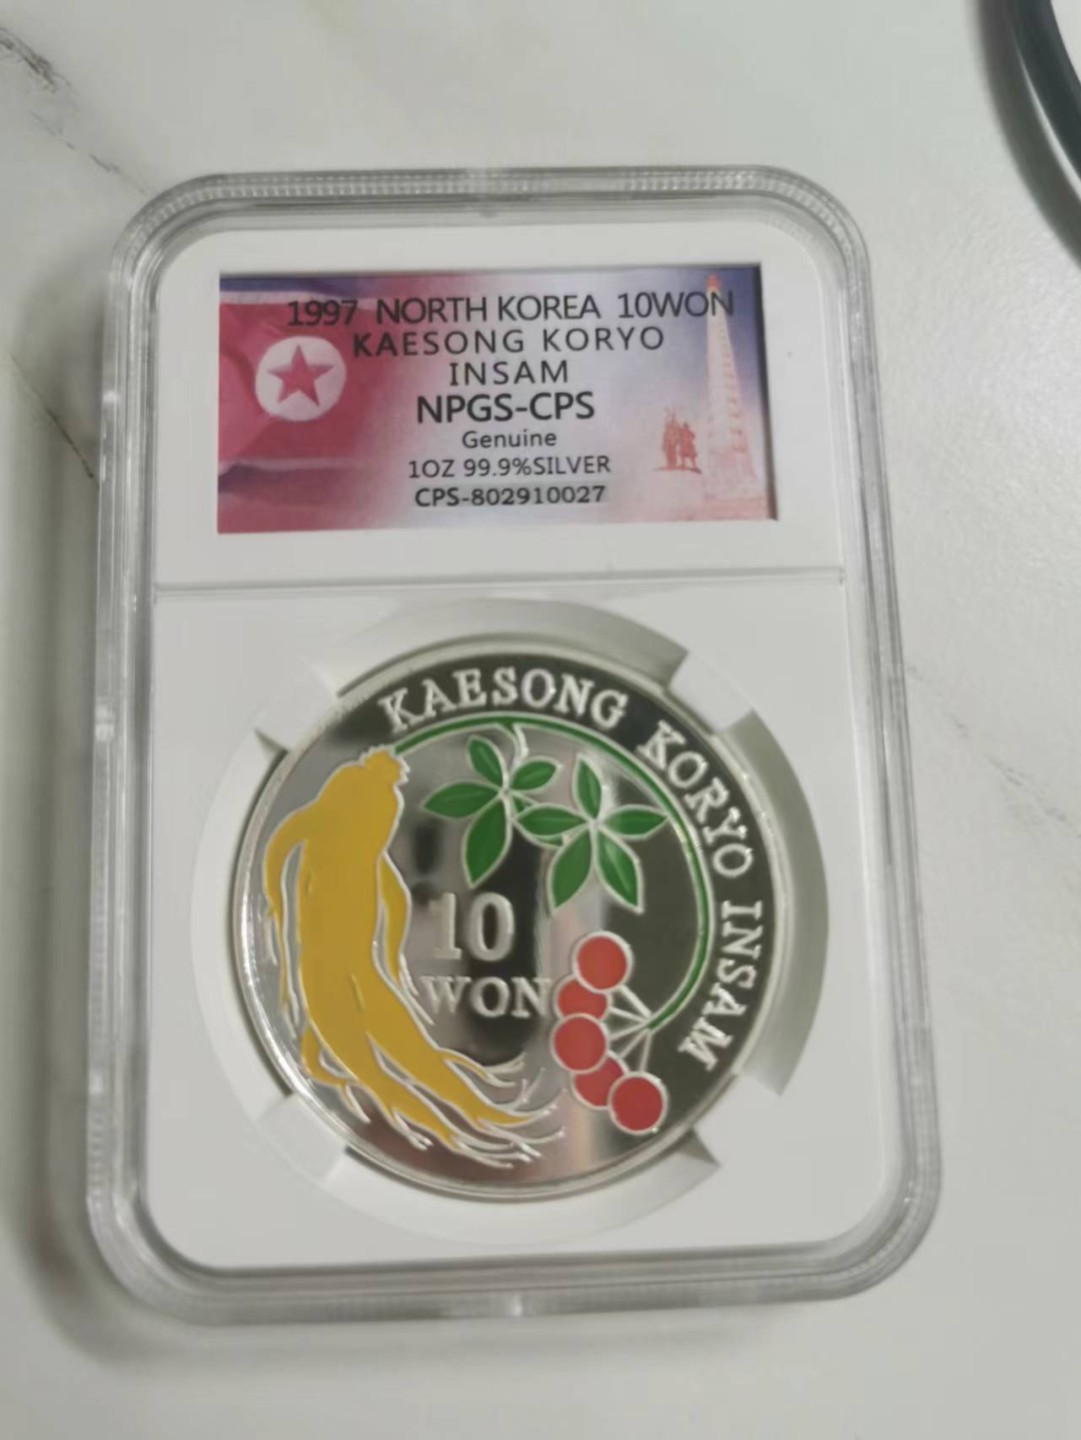 1997 NORTH KOREA 10WON
KAESONG KORYO
INSAM
NPGS-CPS
Genuine
1OZ 99.9%SILVER
CPS-802910027
KAESONG KORYO INSAM
10
WON